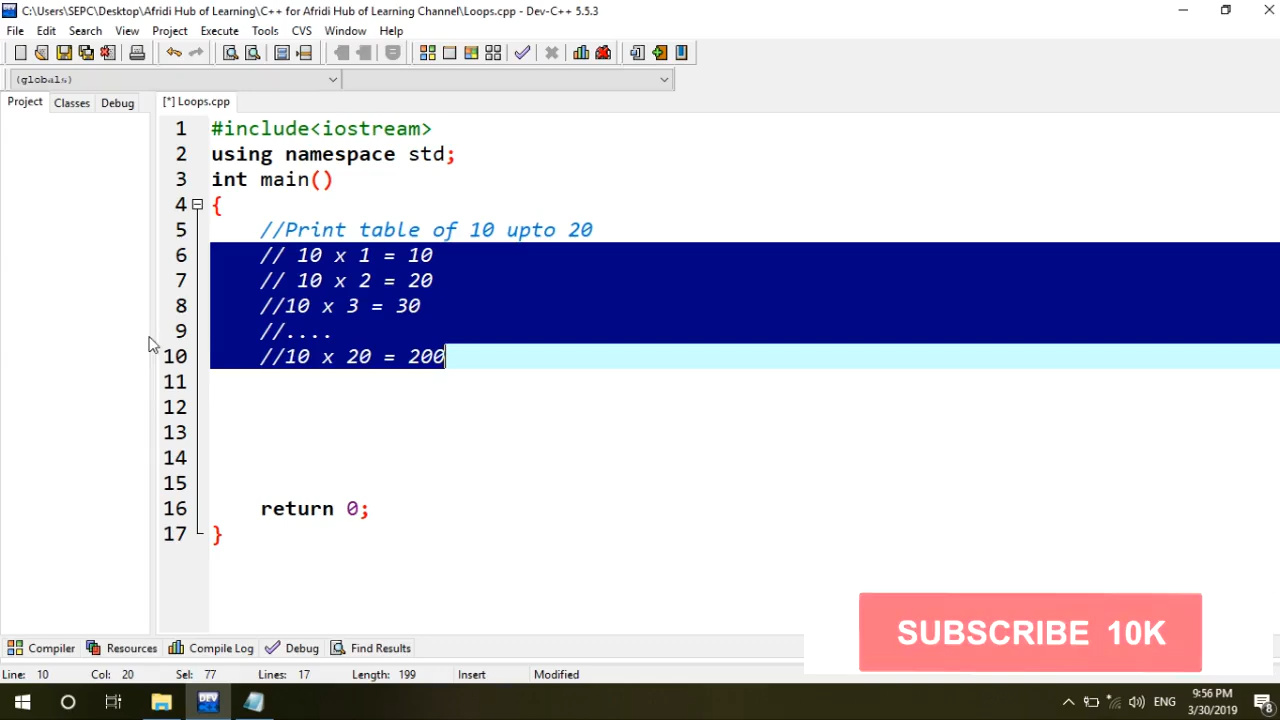 C:\Users\SEPC\Desktop\Afridi Hub of Learning\C++ for Afridi Hub of Learning Channel\Loops.cpp - Dev-C++ 5.5.3
File Edit Search View Project Execute Tools CVS Window Help
(globals)
Project Classes Debug [*] Loops.cpp
1 #include<iostream>
2 using namespace std;
3 int main()
4 {
5 //Print table of 10 upto 20
6 // 10 x 1 = 10
7 // 10 x 2 = 20
8 //10 x 3 = 30
9 //....
10 //10 x 20 = 200
11
12
13
14
15
16 return 0;
17 }
SUBSCRIBE 10K
Compiler Resources Compile Log Debug Find Results
Line: 10 Col: 20 Sel: 77 Lines: 17 Length: 199 Insert Modified
DEV ENG 9:56 PM
3/30/2019 8